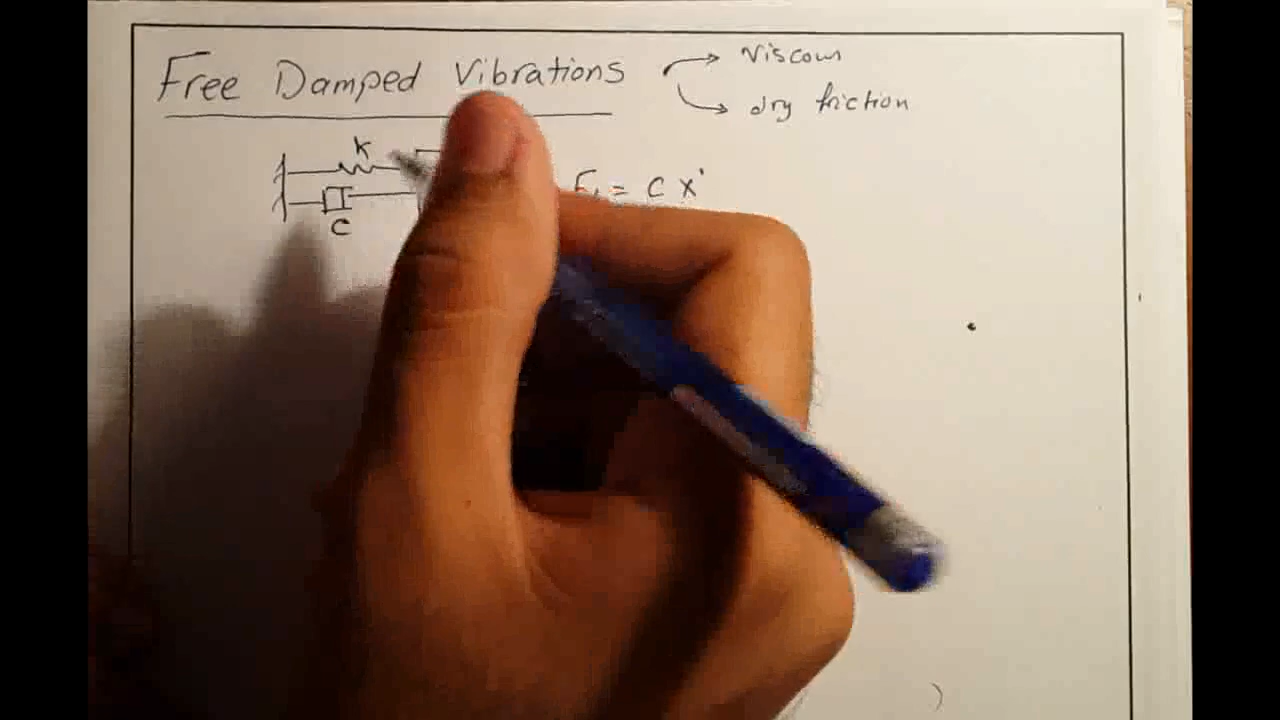 Free Damped Vibrations
Viscous
dry friction
K
= C ẋ
C